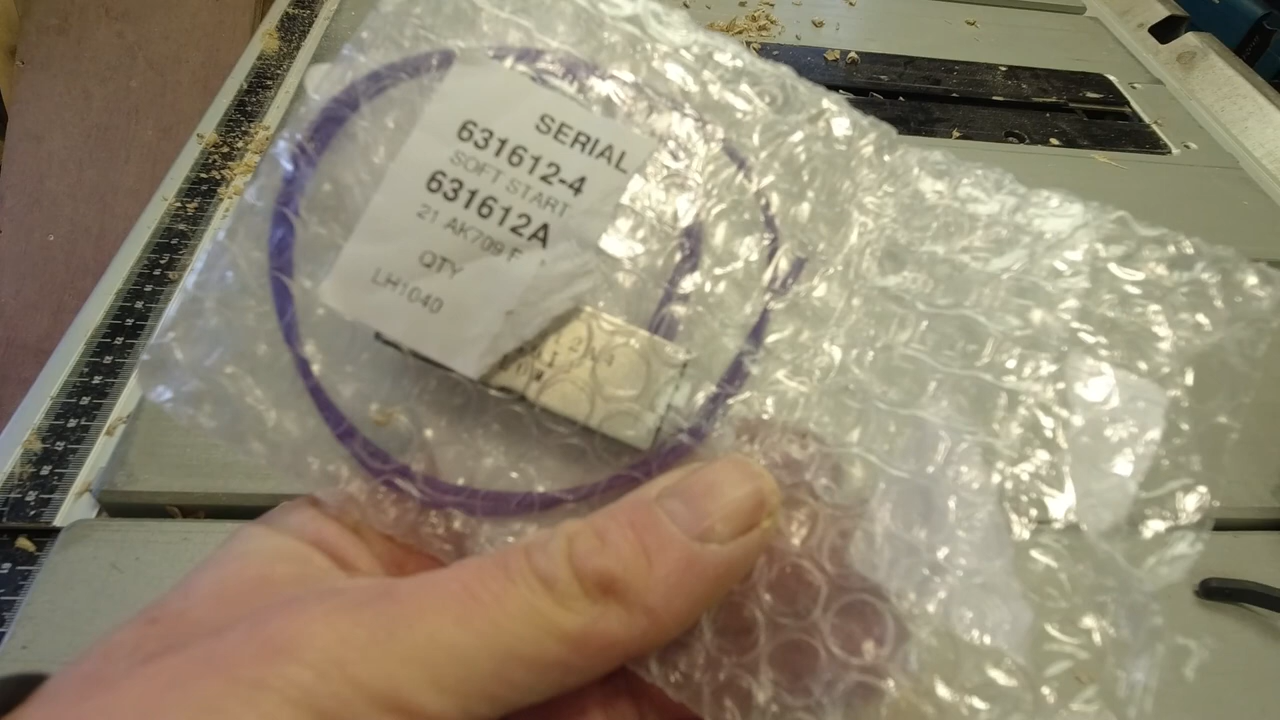 SERIAL
631612-4
SOFT START
631612A
21 AK709 F
QTY
LH1040